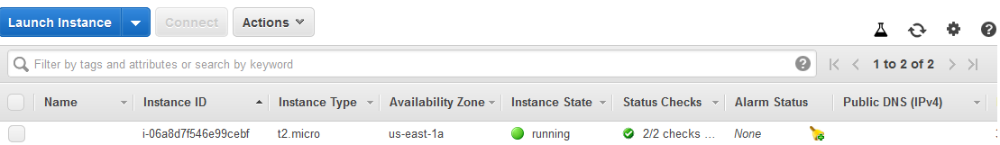 Launch Instance Connect Actions
Filter by tags and attributes or search by keyword 1 to 2 of 2
Name Instance ID Instance Type Availability Zone Instance State Status Checks Alarm Status Public DNS (IPv4)
i-06a8d7f546e99cebf t2.micro us-east-1a running 2/2 checks ... None